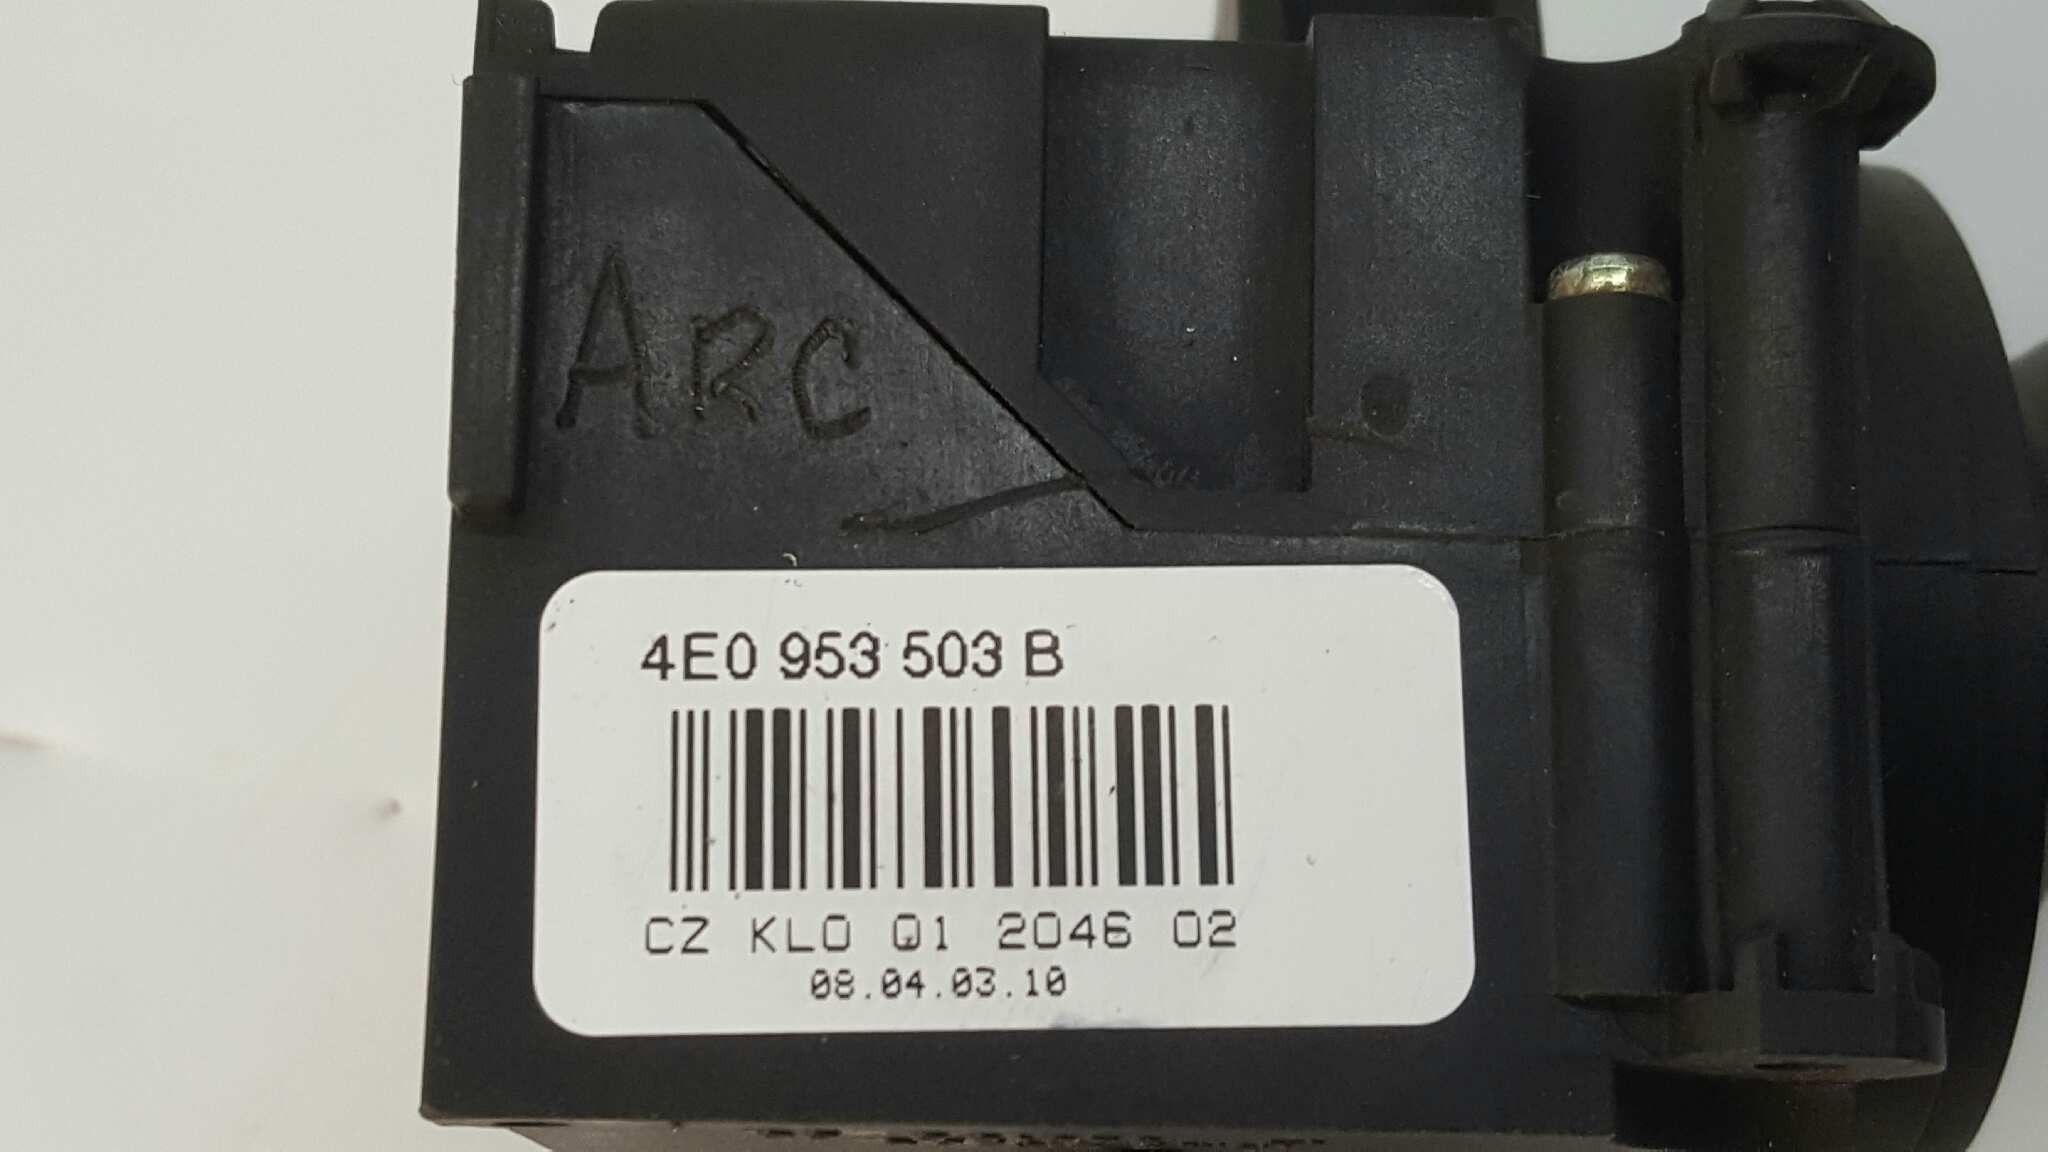 ARC
4E0 953 503 B
CZ KLO Q1 2046 02
08.04.03.10